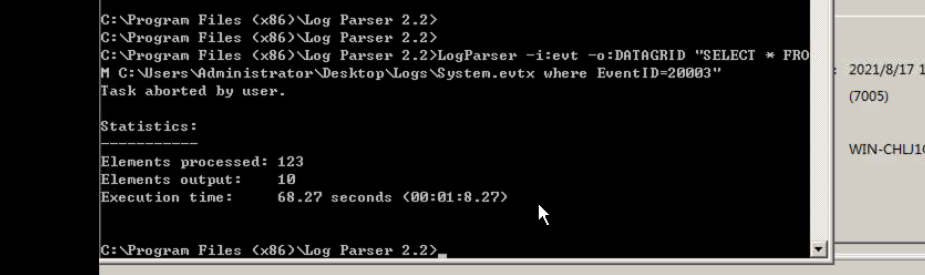 C:\Program Files (x86)\Log Parser 2.2>
C:\Program Files (x86)\Log Parser 2.2>
C:\Program Files (x86)\Log Parser 2.2>LogParser -i:evt -o:DATAGRID "SELECT * FRO
M C:\Users\Administrator\Desktop\Logs\System.evtx where EventID=20003"
Task aborted by user.
Statistics:
-----------
Elements processed: 123
Elements output: 10
Execution time: 68.27 seconds (00:01:8.27)
C:\Program Files (x86)\Log Parser 2.2>_
: 2021/8/17 1
(7005)
WIN-CHLJ1